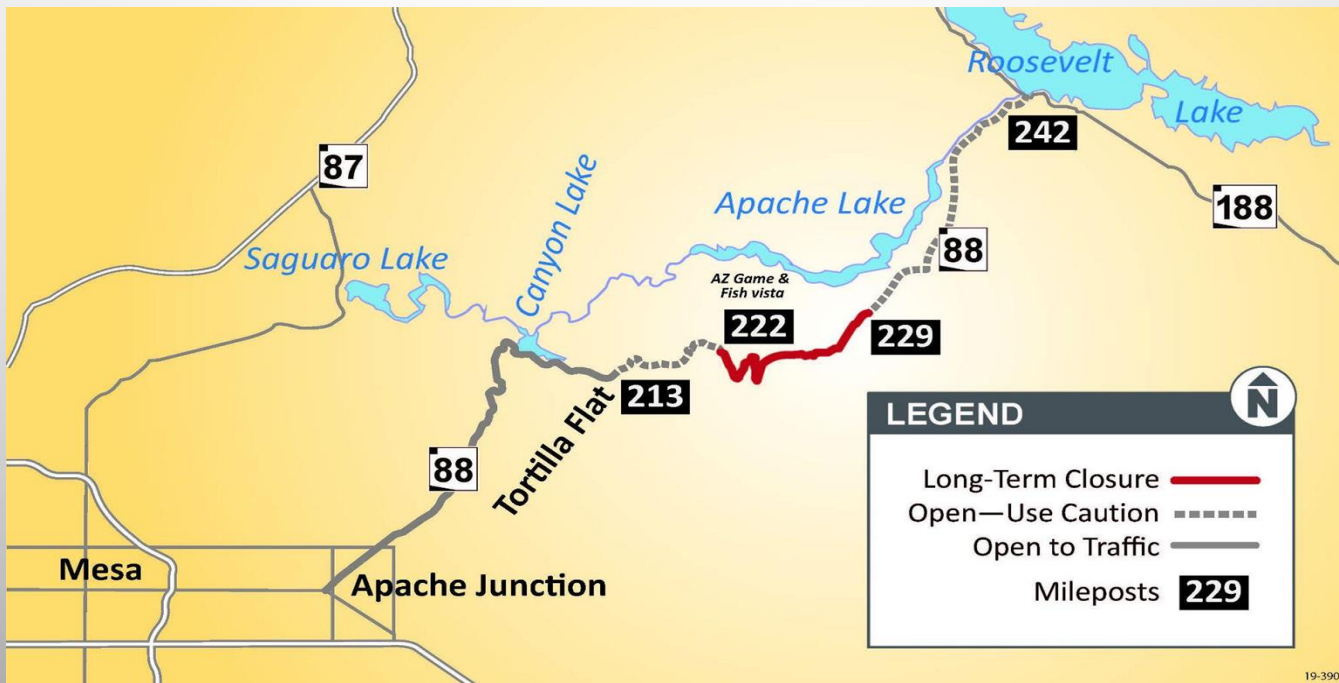 Roosevelt
Lake
242
87
Canyon Lake
Apache Lake
188
88
Saguaro Lake
AZ Game &
Fish vista
222
229
213
Tortilla Flat
88
Mesa
Apache Junction
N
LEGEND
Long-Term Closure
Open—Use Caution
Open to Traffic
Mileposts 229
19-390